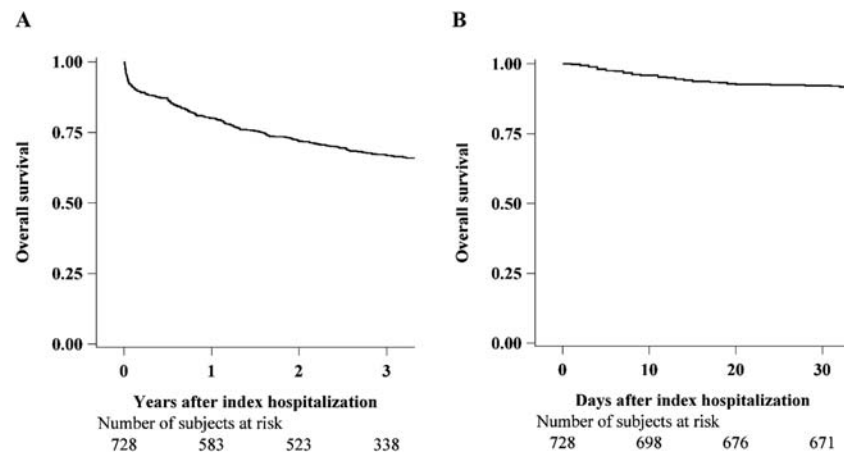 A
Overall survival
1.00
0.75
0.50
0.25
0.00
0 1 2 3
Years after index hospitalization
Number of subjects at risk
728 583 523 338
B
Overall survival
1.00
0.75
0.50
0.25
0.00
0 10 20 30
Days after index hospitalization
Number of subjects at risk
728 698 676 671